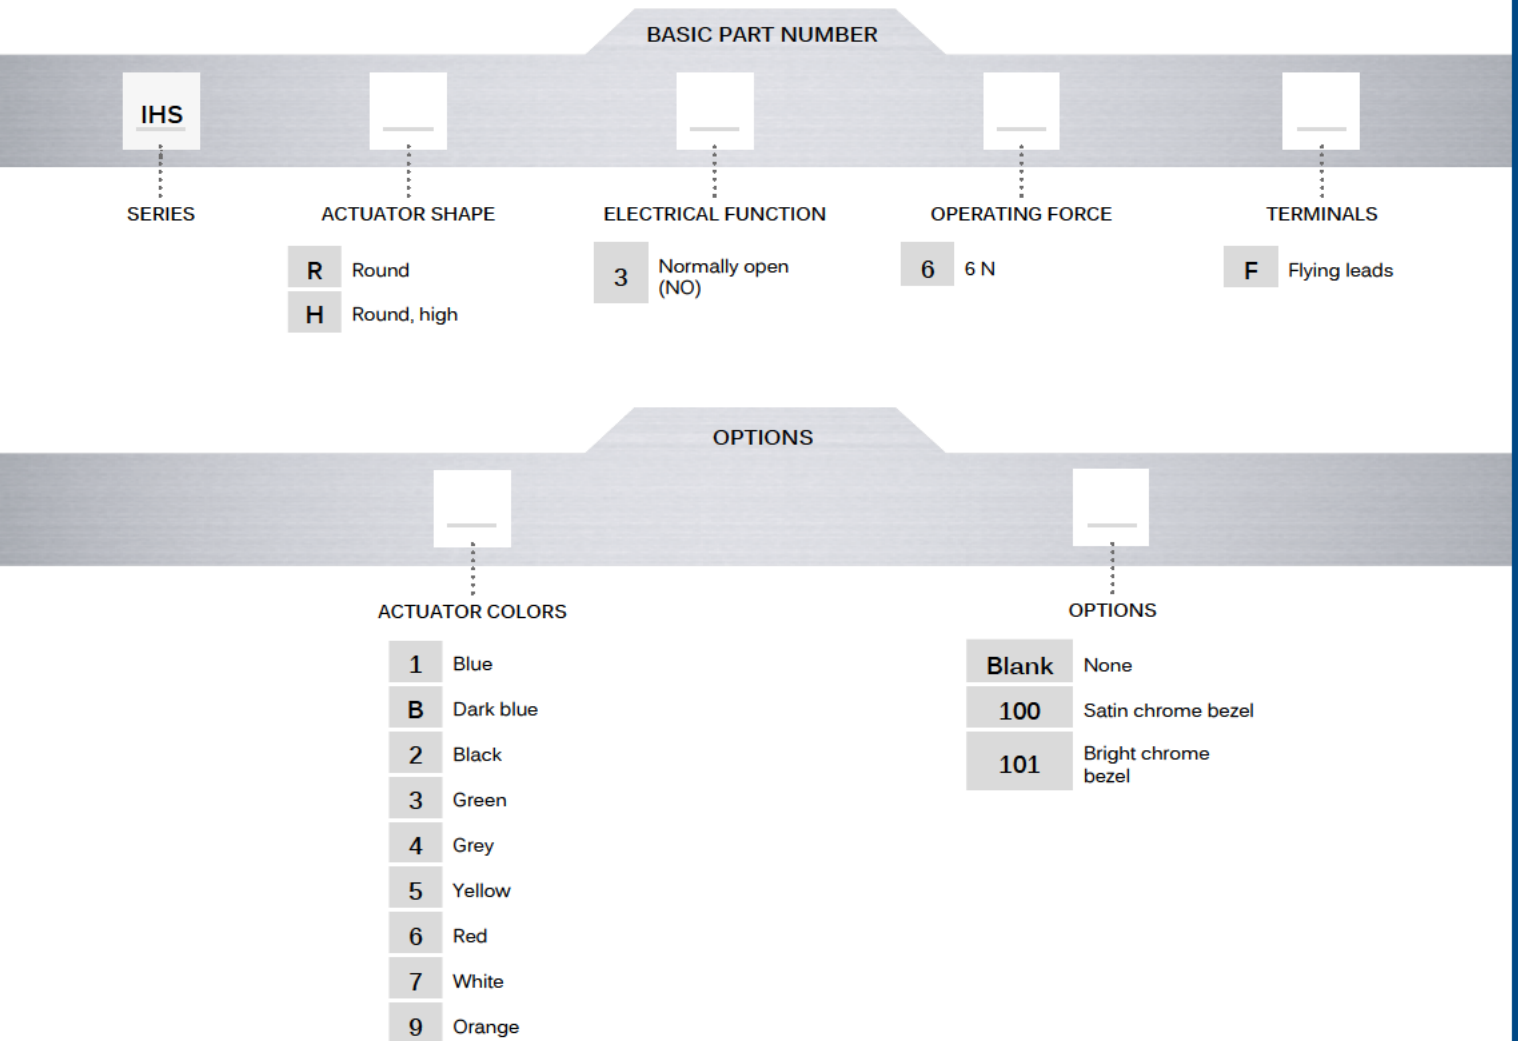 BASIC PART NUMBER
IHS
SERIES
ACTUATOR SHAPE
R Round
H Round, high
ELECTRICAL FUNCTION
3 Normally open
(NO)
OPERATING FORCE
6 6 N
TERMINALS
F Flying leads
OPTIONS
ACTUATOR COLORS
1 Blue
B Dark blue
2 Black
3 Green
4 Grey
5 Yellow
6 Red
7 White
9 Orange
OPTIONS
Blank None
100 Satin chrome bezel
101 Bright chrome
bezel